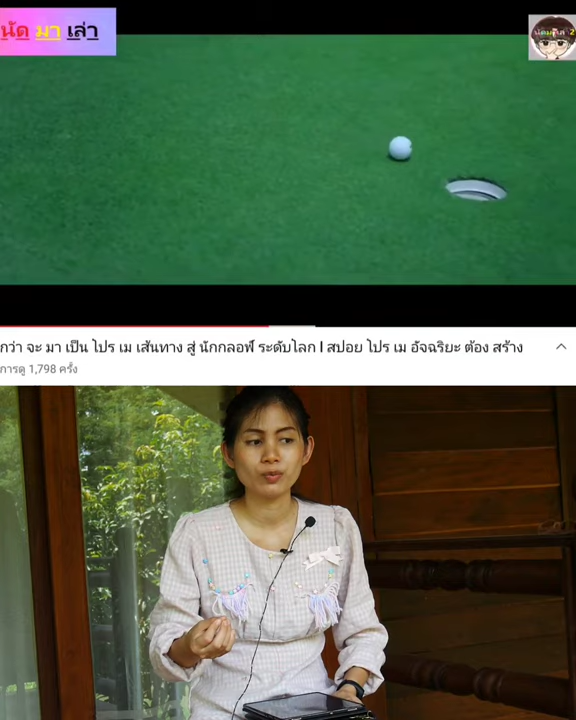 นัด มา เล่า
กว่า จะ มา เป็น โปร เม เส้นทาง สู่ นักกลอฟ์ ระดับโลก I สปอย โปร เม อัจฉริยะ ต้อง สร้าง
การดู 1,798 ครั้ง